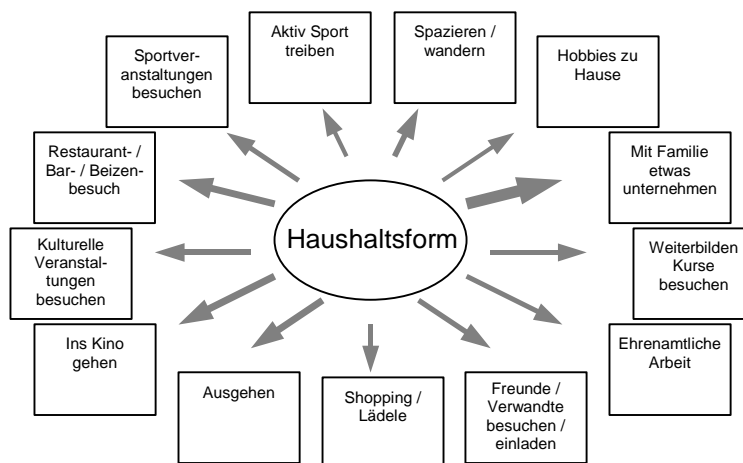 Aktiv Sport
treiben
Spazieren /
wandern
Sportver-
anstaltungen
besuchen
Hobbies zu
Hause
Restaurant- /
Bar- / Beizen-
besuch
Mit Familie
etwas
unternehmen
Haushaltsform
Kulturelle
Veranstal-
tungen
besuchen
Weiterbilden
Kurse
besuchen
Ins Kino
gehen
Ehrenamtliche
Arbeit
Ausgehen
Shopping /
Lädele
Freunde /
Verwandte
besuchen /
einladen